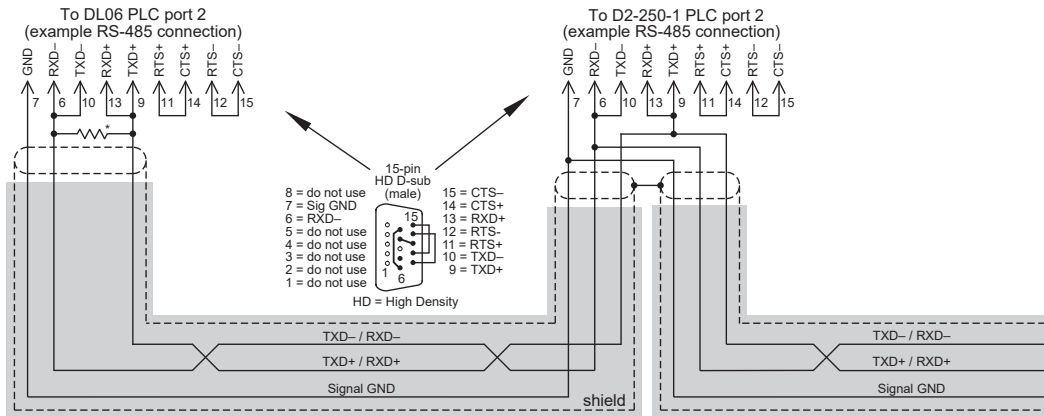 To DL06 PLC port 2
(example RS-485 connection)
GND
RXD–
TXD–
RXD+
TXD+
RTS+
CTS+
RTS–
CTS–
7
6
10
13
9
11
14
12
15
*
To D2-250-1 PLC port 2
(example RS-485 connection)
GND
RXD–
TXD–
RXD+
TXD+
RTS+
CTS+
RTS–
CTS–
7
6
10
13
9
11
14
12
15
15-pin
HD D-sub
(male)
8 = do not use
7 = Sig GND
6 = RXD–
5 = do not use
4 = do not use
3 = do not use
2 = do not use
1 = do not use
15
1
6
15 = CTS–
14 = CTS+
13 = RXD+
12 = RTS-
11 = RTS+
10 = TXD–
9 = TXD+
HD = High Density
TXD– / RXD–
TXD+ / RXD+
Signal GND
shield
TXD– / RXD–
TXD+ / RXD+
Signal GND